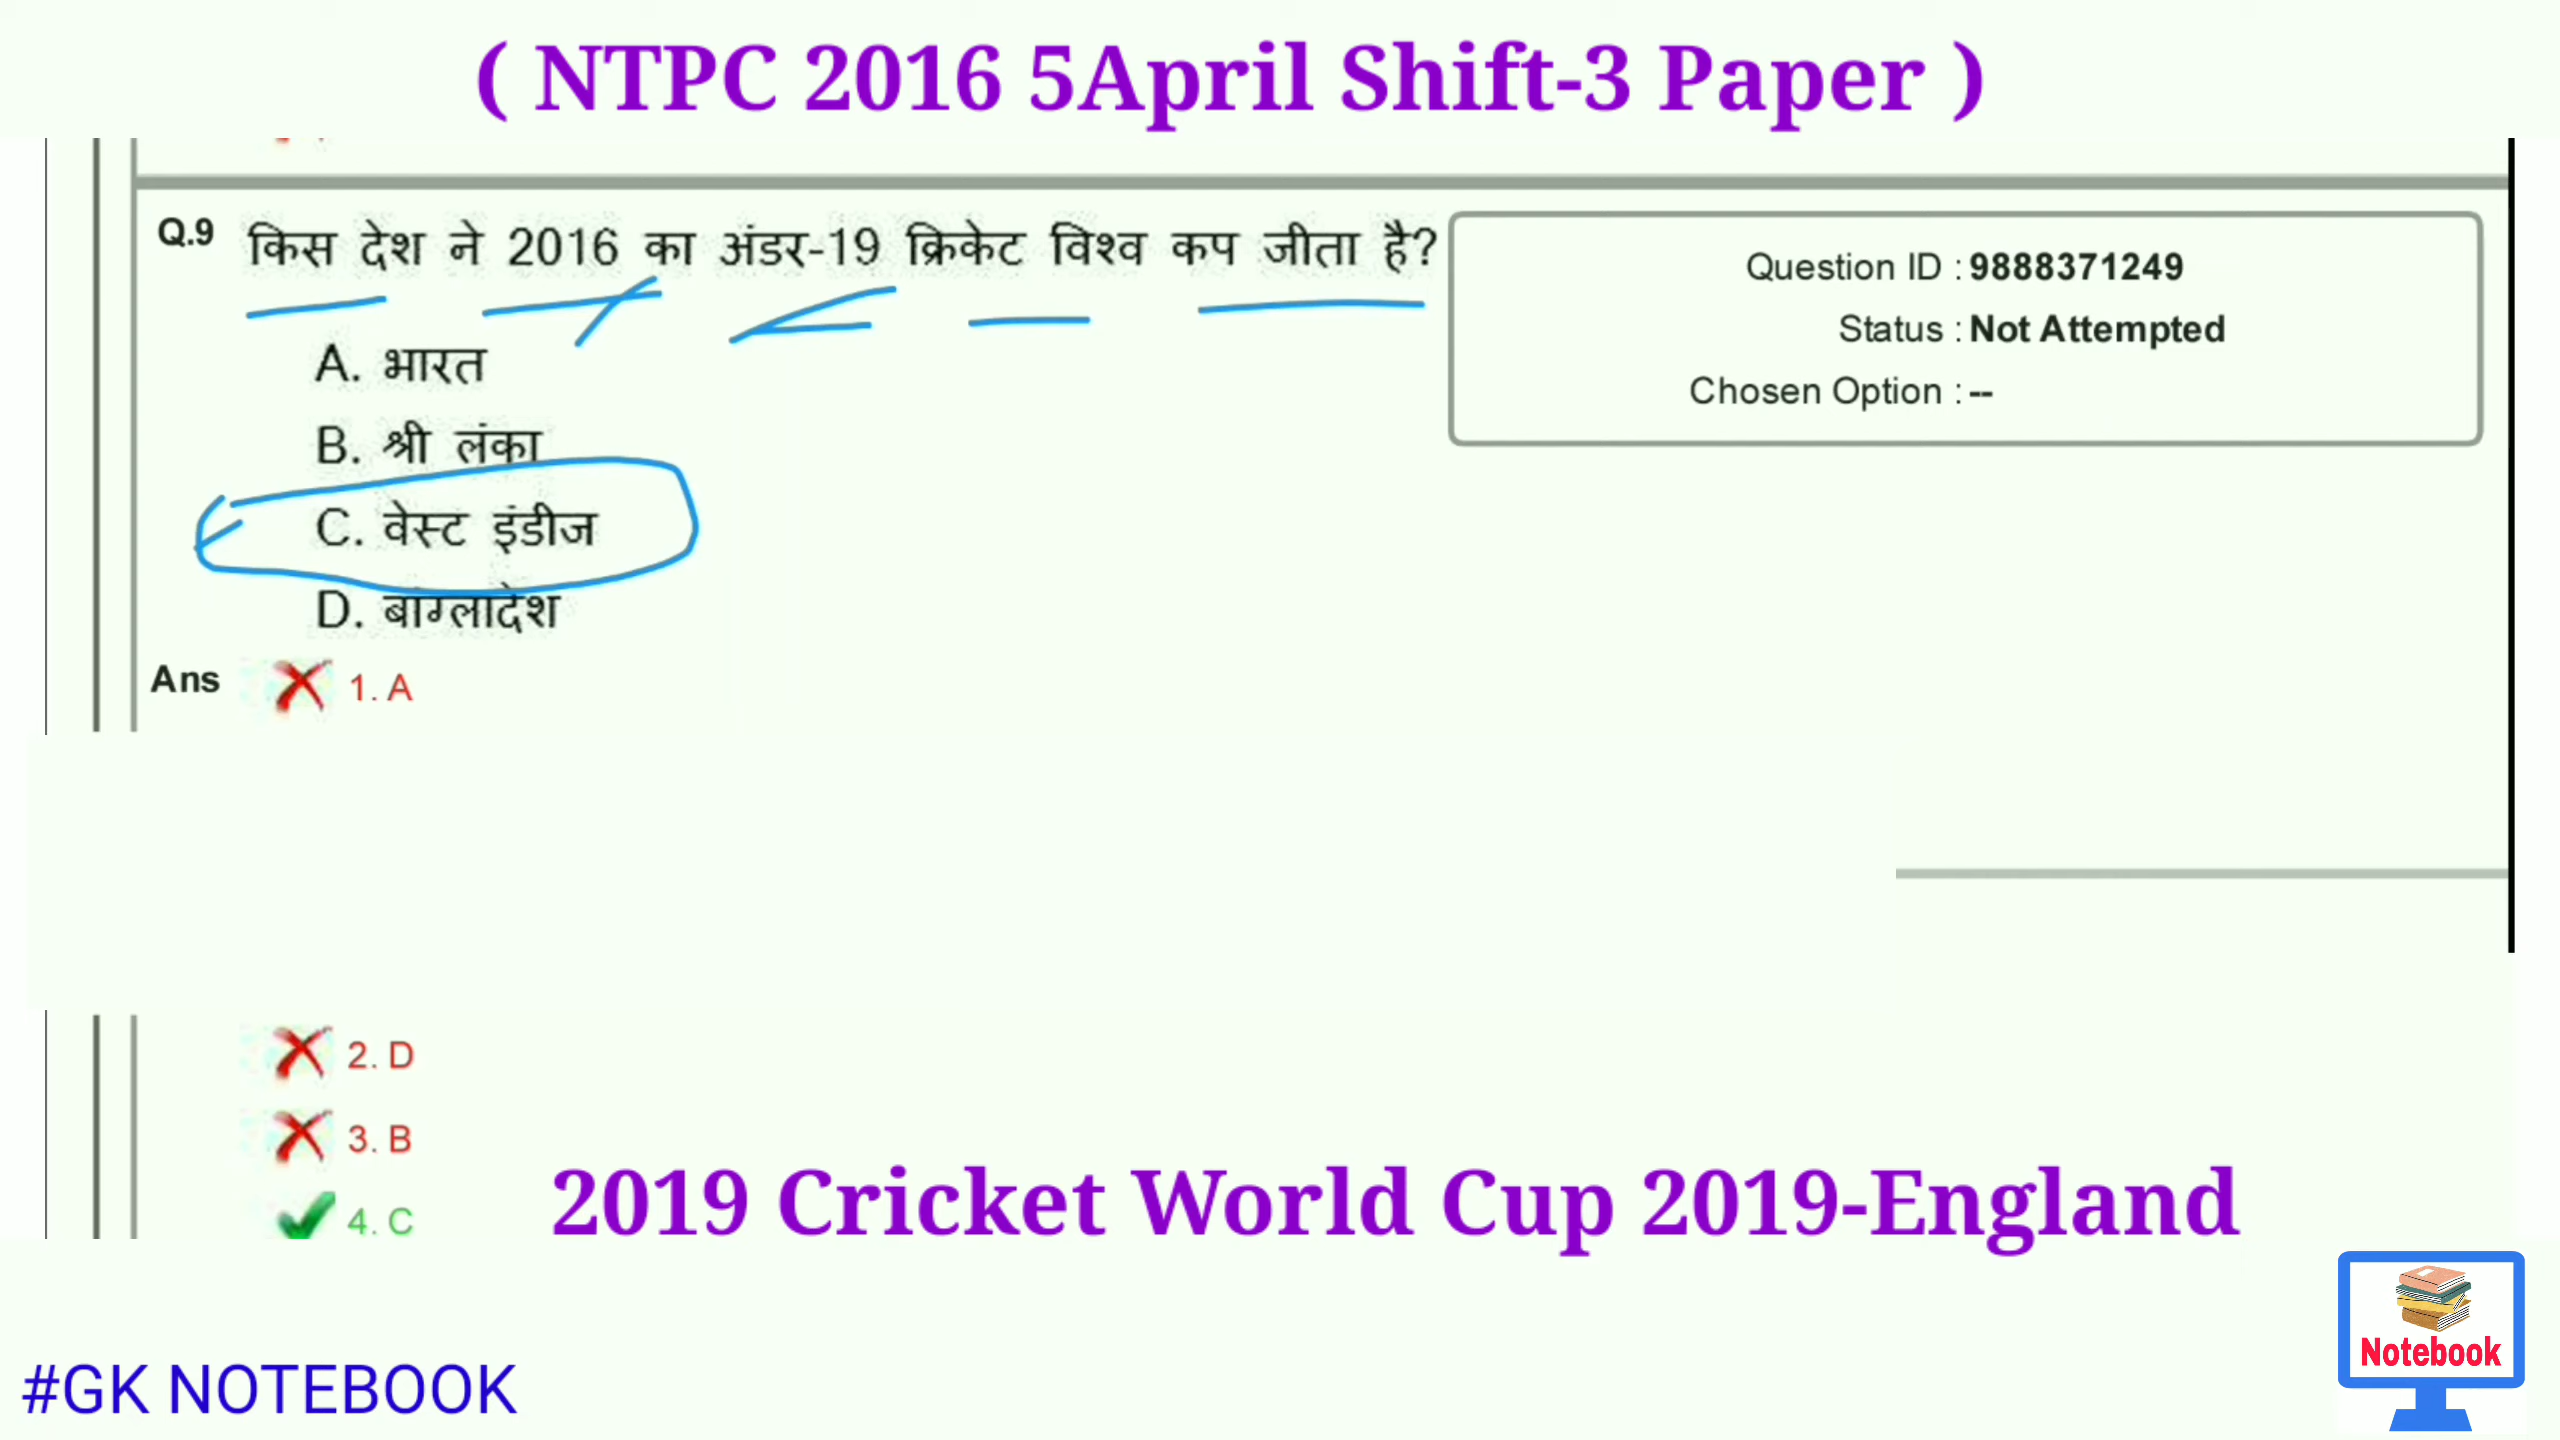 ( NTPC 2016 5April Shift-3 Paper )
Q.9 किस देश ने 2016 का अंडर-19 क्रिकेट विश्व कप जीता है?
Question ID : 9888371249
Status : Not Attempted
Chosen Option : --
A. भारत
B. श्री लंका
C. वेस्ट इंडीज
D. बांग्लादेश
Ans 1. A
2. D
3. B
4. C
2019 Cricket World Cup 2019-England
Notebook
#GK NOTEBOOK